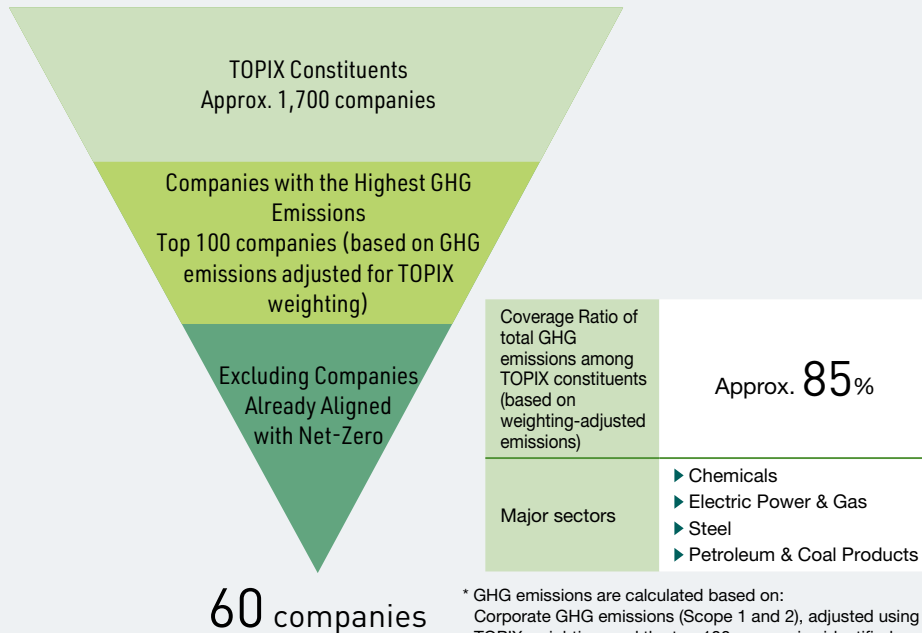 TOPIX Constituents
Approx. 1,700 companies
Companies with the Highest GHG
Emissions
Top 100 companies (based on GHG
emissions adjusted for TOPIX
weighting)
Excluding Companies
Already Aligned
with Net-Zero
60 companies
Coverage Ratio of
total GHG
emissions among
TOPIX constituents
(based on
weighting-adjusted
emissions)
Approx. 85%
Major sectors
▶ Chemicals
▶ Electric Power & Gas
▶ Steel
▶ Petroleum & Coal Products
* GHG emissions are calculated based on:
Corporate GHG emissions (Scope 1 and 2), adjusted using